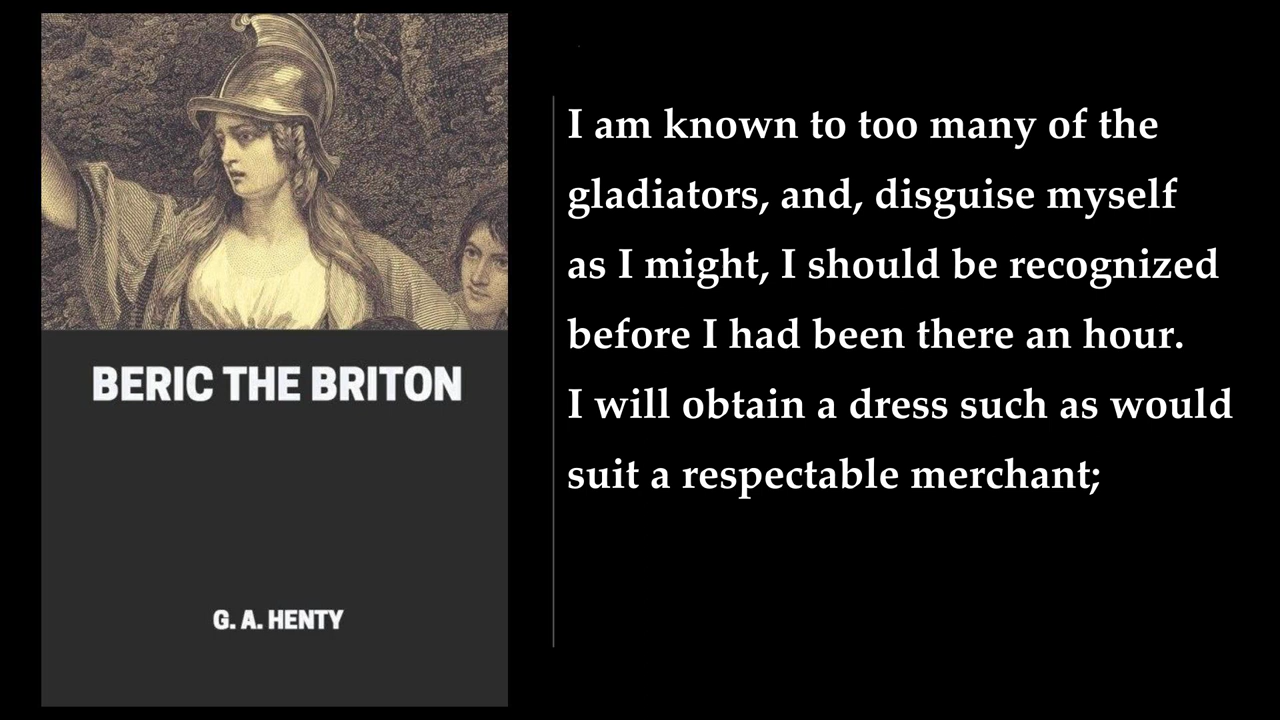 BERIC THE BRITON
G. A. HENTY
I am known to too many of the
gladiators, and, disguise myself
as I might, I should be recognized
before I had been there an hour.
I will obtain a dress such as would
suit a respectable merchant;